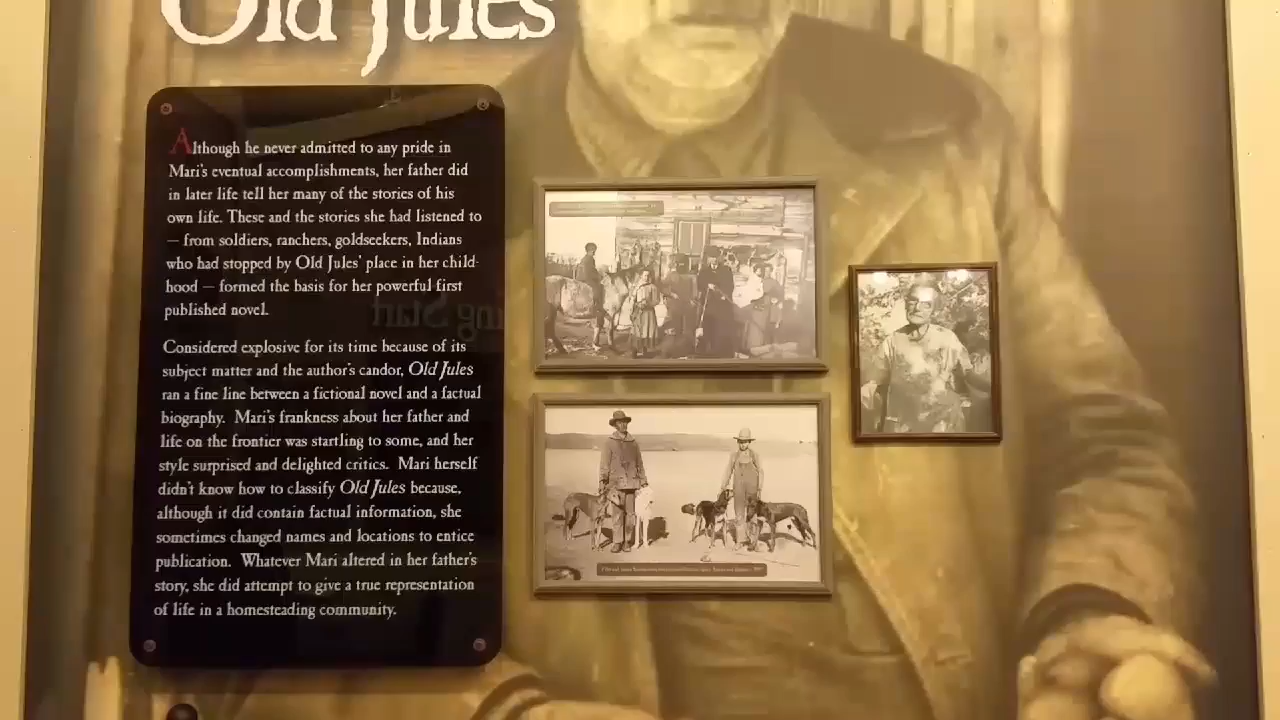 Old Jules
Although he never admitted to any pride in
Mari's eventual accomplishments, her father did
in later life tell her many of the stories of his
own life. These and the stories she had listened to
— from soldiers, ranchers, goldseekers, Indians
who had stopped by Old Jules' place in her child-
hood — formed the basis for her powerful first
published novel.
Considered explosive for its time because of its
subject matter and the author's candor, Old Jules
ran a fine line between a fictional novel and a factual
biography. Mari's frankness about her father and
life on the frontier was startling to some, and her
style surprised and delighted critics. Mari herself
didn't know how to classify Old Jules because,
although it did contain factual information, she
sometimes changed names and locations to entice
publication. Whatever Mari altered in her father's
story, she did attempt to give a true representation
of life in a homesteading community.
ing Start